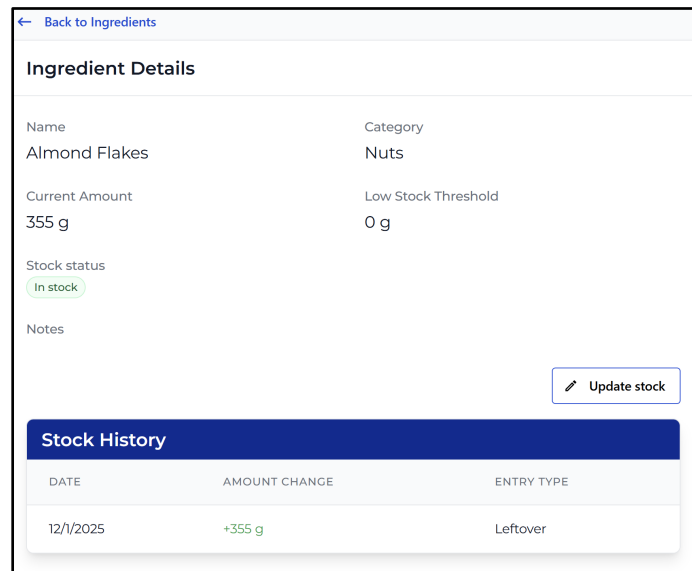 ← Back to Ingredients
Ingredient Details
Name Category
Almond Flakes Nuts
Current Amount Low Stock Threshold
355 g 0 g
Stock status
In stock
Notes
Update stock
Stock History
DATE AMOUNT CHANGE ENTRY TYPE
12/1/2025 +355 g Leftover